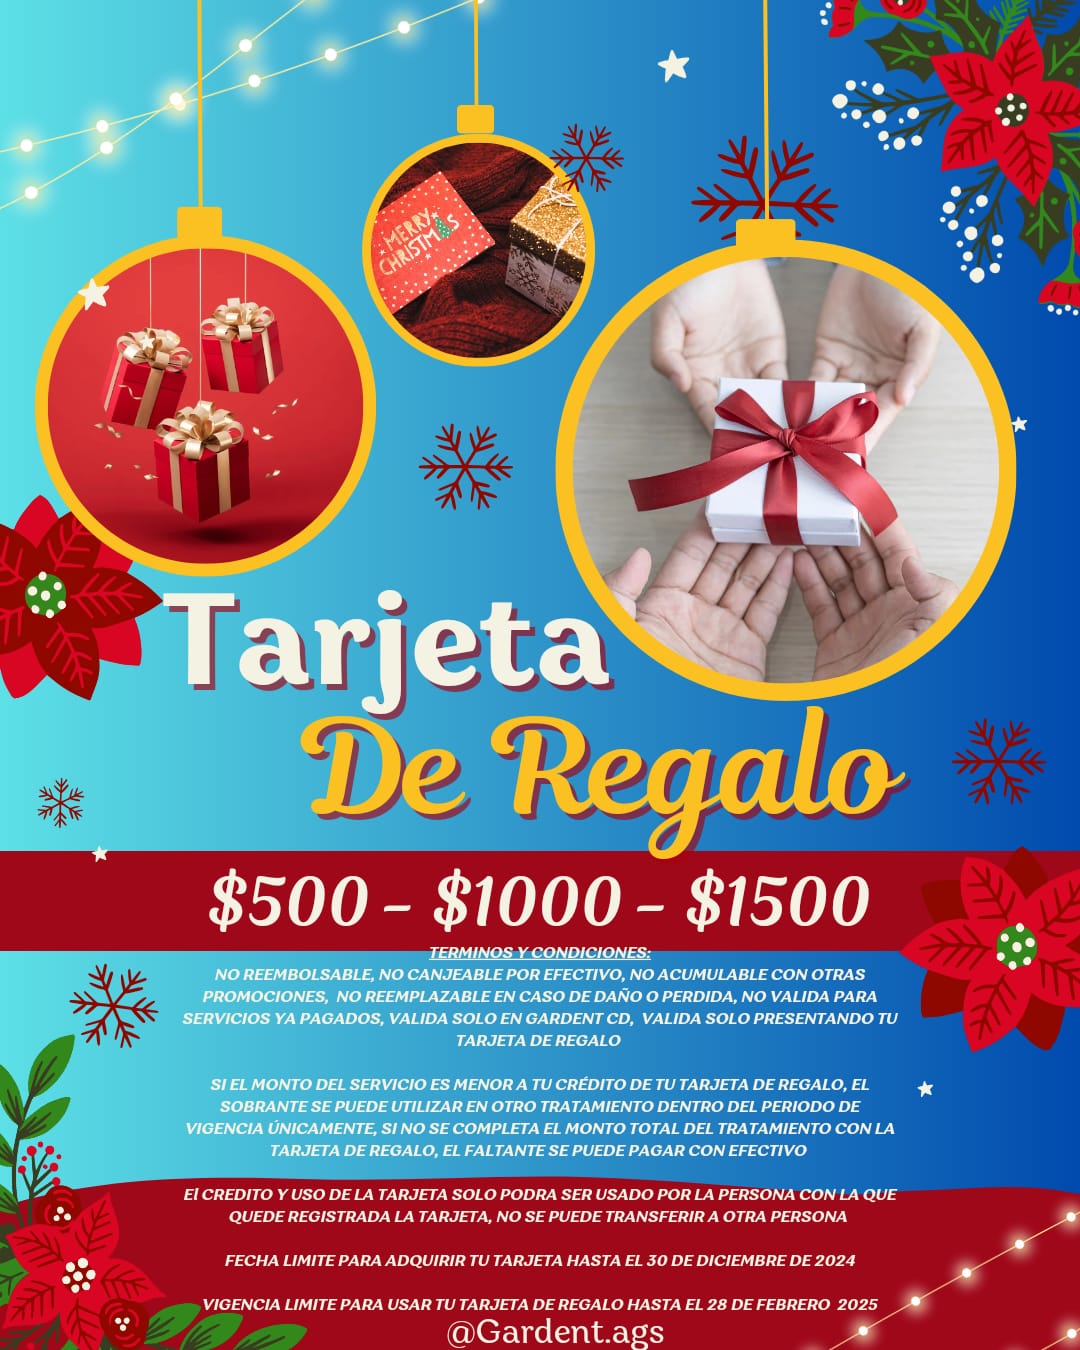 MERRY
CHRISTMAS
Tarjeta
De Regalo
$500 - $1000 - $1500
TERMINOS Y CONDICIONES:
NO REEMBOLSABLE, NO CANJEABLE POR EFECTIVO, NO ACUMULABLE CON OTRAS
PROMOCIONES, NO REEMPLAZABLE EN CASO DE DAÑO O PERDIDA, NO VALIDA PARA
SERVICIOS YA PAGADOS, VALIDA SOLO EN GARDENT CD, VALIDA SOLO PRESENTANDO TU
TARJETA DE REGALO
SI EL MONTO DEL SERVICIO ES MENOR A TU CRÉDITO DE TU TARJETA DE REGALO, EL
SOBRANTE SE PUEDE UTILIZAR EN OTRO TRATAMIENTO DENTRO DEL PERIODO DE
VIGENCIA ÚNICAMENTE, SI NO SE COMPLETA EL MONTO TOTAL DEL TRATAMIENTO CON LA
TARJETA DE REGALO, EL FALTANTE SE PUEDE PAGAR CON EFECTIVO
El CREDITO Y USO DE LA TARJETA SOLO PODRA SER USADO POR LA PERSONA CON LA QUE
QUEDE REGISTRADA LA TARJETA, NO SE PUEDE TRANSFERIR A OTRA PERSONA
FECHA LIMITE PARA ADQUIRIR TU TARJETA HASTA EL 30 DE DICIEMBRE DE 2024
VIGENCIA LIMITE PARA USAR TU TARJETA DE REGALO HASTA EL 28 DE FEBRERO 2025
@Gardent.ags